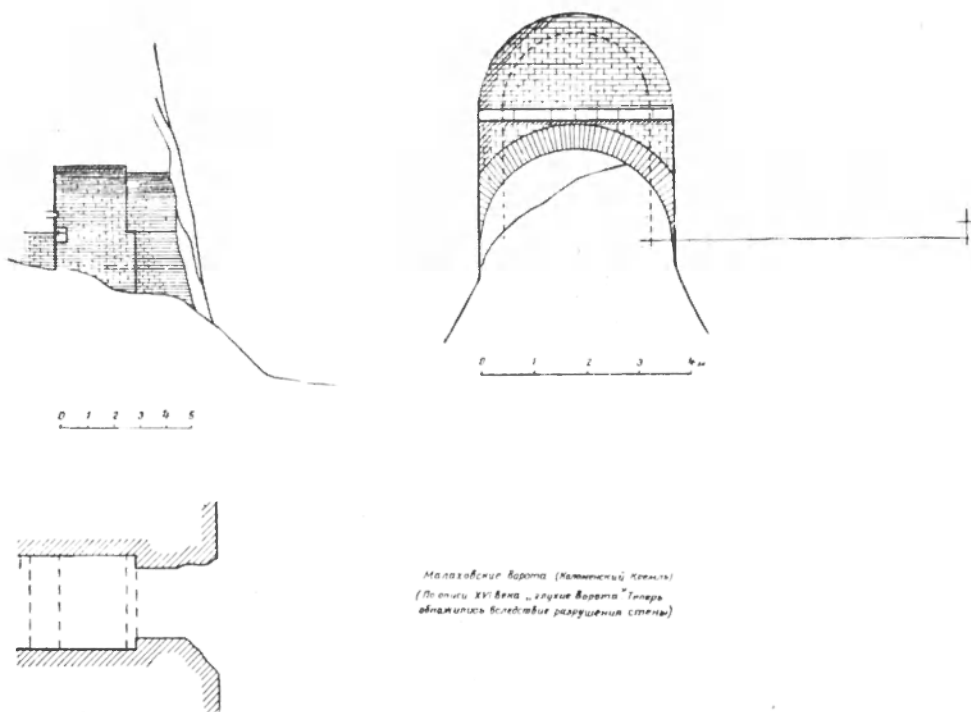 0 1 2 3 4 м
0 1 2 3 4 5
Малаховские ворота (Коломенский Кремль)
(По описи XVI века „глухие ворота" Теперь
обнажились вследствие разрушения стены)